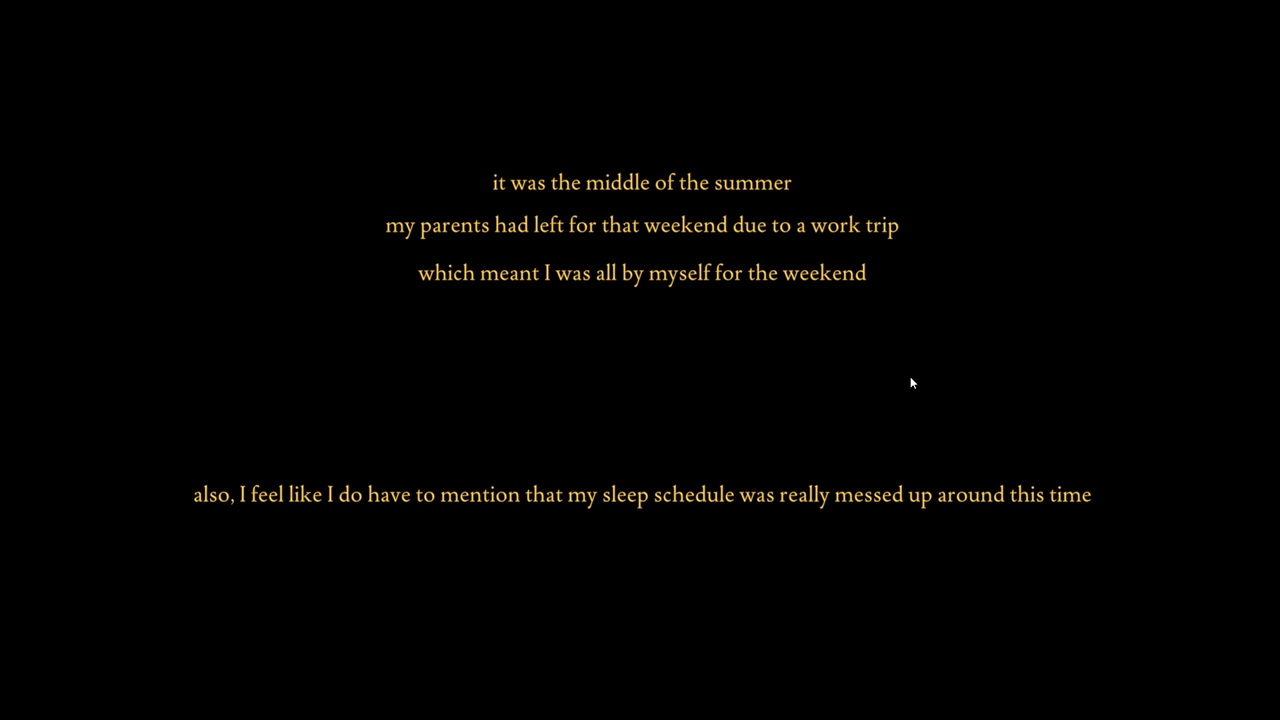 it was the middle of the summer
my parents had left for that weekend due to a work trip
which meant I was all by myself for the weekend
also, I feel like I do have to mention that my sleep schedule was really messed up around this time